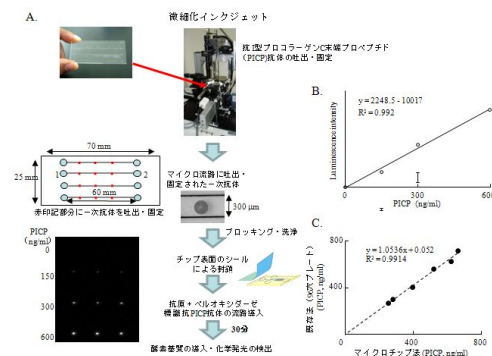 A.
微細化インクジェット
抗I型プロコラーゲンC末端プロペプチド
(PICP)抗体の吐出・固定
70 mm
25 mm
1
2
60 mm
赤印記部分に一次抗体を吐出・固定
マイクロ流路に吐出・
固定された一次抗体
300 μm
ブロッキング・洗浄
チップ表面のシール
による封鎖
抗原 + ペルオキシダーゼ
標識抗PICP抗体の流路導入
30分
酵素基質の導入・化学発光の検出
PICP
(ng/ml)
0
150
300
600
B.
y = 2248.5 - 10017
R² = 0.992
Luminescence intensity
0
300
600
PICP (ng/ml)
C.
y = 1.0536x + 0.052
R² = 0.9914
既存法 (96穴プレート)
(PICP, ng/ml)
800
400
0
400
800
マイクロチップ法 (PICP, ng/ml)